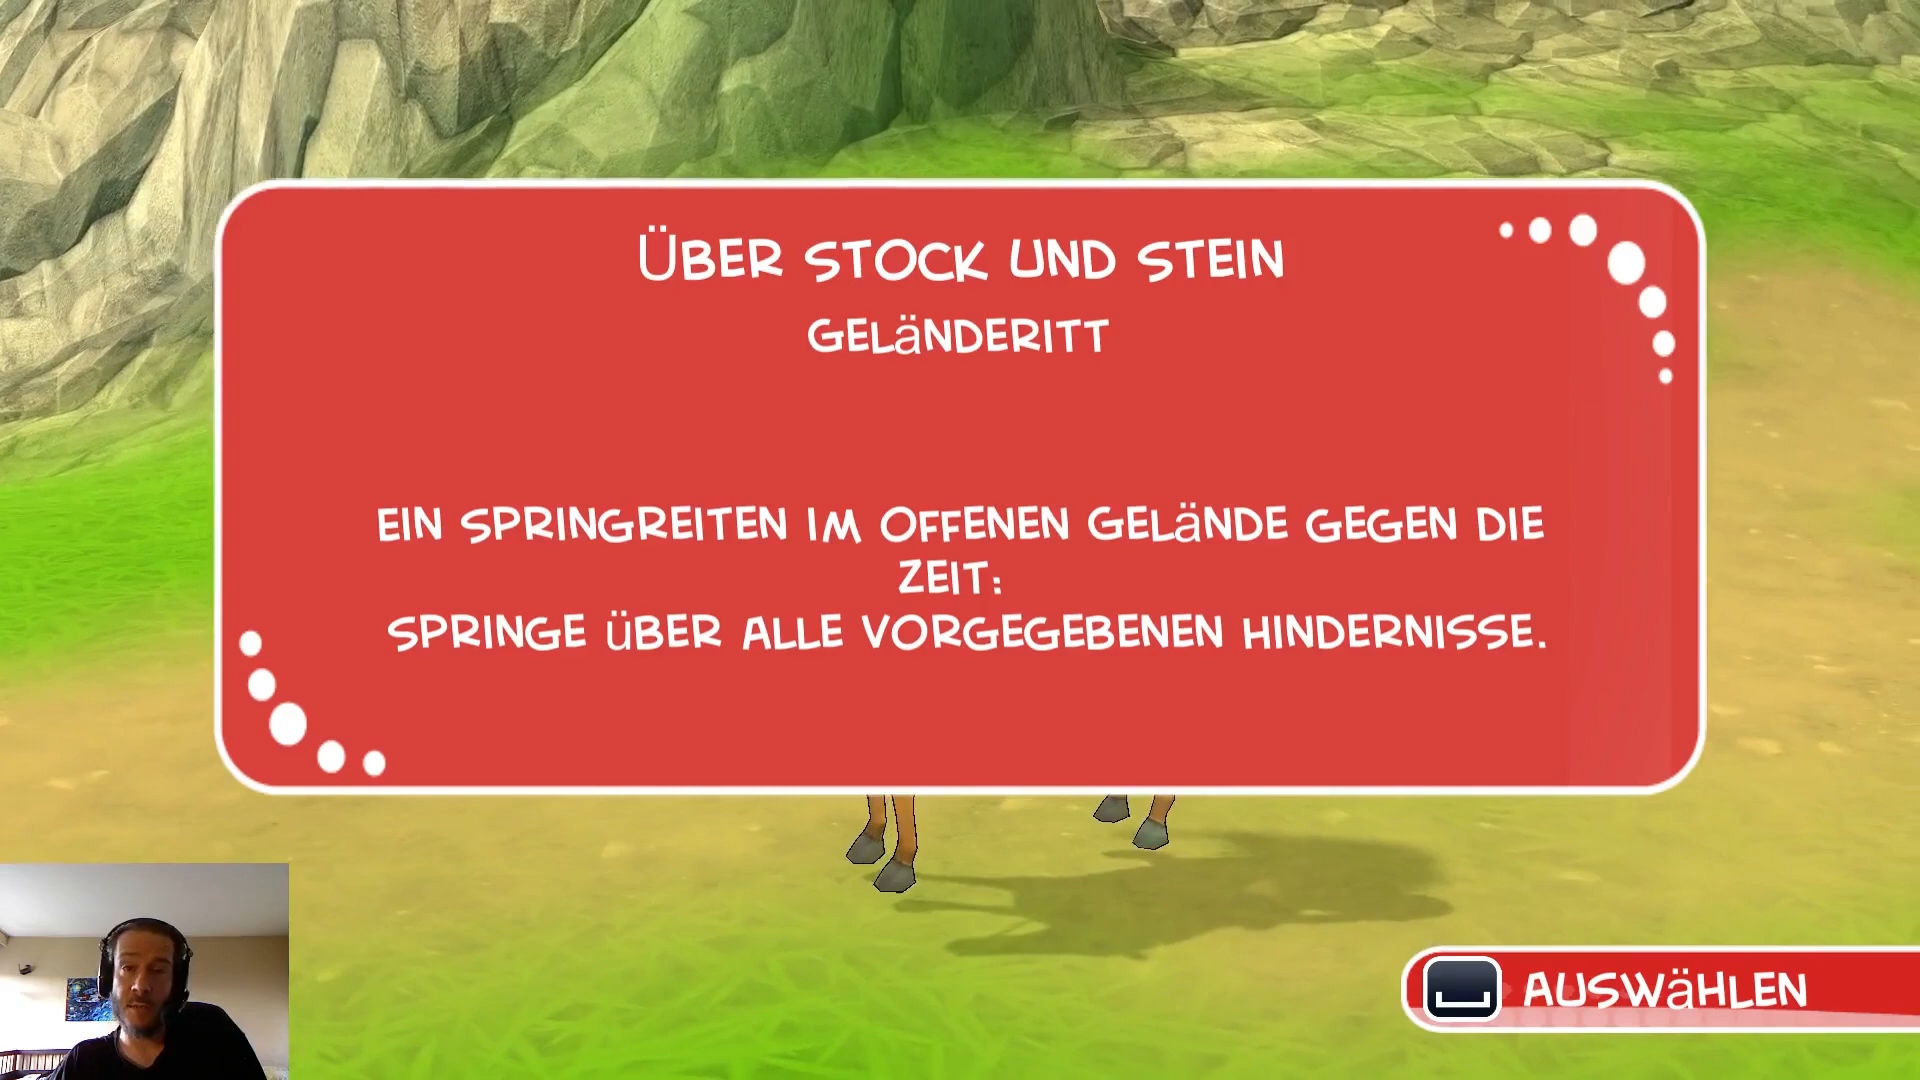 ÜBER STOCK UND STEIN
GELÄNDERITT
EIN SPRINGREITEN IM OFFENEN GELÄNDE GEGEN DIE
ZEIT:
SPRINGE ÜBER ALLE VORGEGEBENEN HINDERNISSE.
AUSWÄHLEN